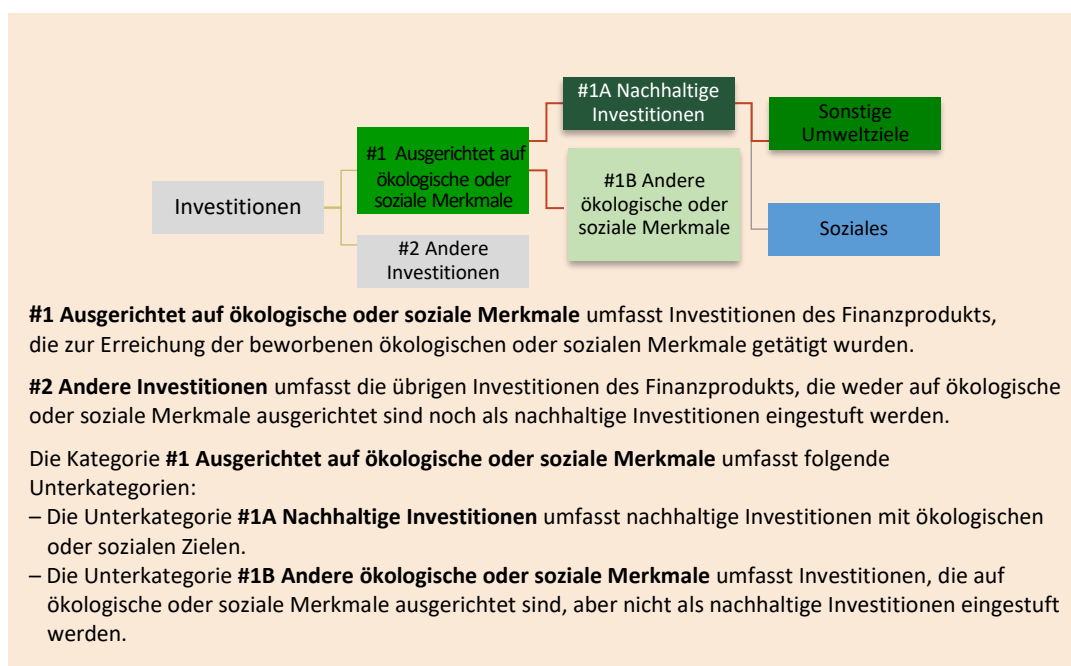 #1A Nachhaltige
Investitionen
Sonstige
Umweltziele
#1 Ausgerichtet auf
ökologische oder
soziale Merkmale
#1B Andere
ökologische oder
soziale Merkmale
Investitionen
Soziales
#2 Andere
Investitionen
#1 Ausgerichtet auf ökologische oder soziale Merkmale umfasst Investitionen des Finanzprodukts,
die zur Erreichung der beworbenen ökologischen oder sozialen Merkmale getätigt wurden.
#2 Andere Investitionen umfasst die übrigen Investitionen des Finanzprodukts, die weder auf ökologische
oder soziale Merkmale ausgerichtet sind noch als nachhaltige Investitionen eingestuft werden.
Die Kategorie #1 Ausgerichtet auf ökologische oder soziale Merkmale umfasst folgende
Unterkategorien:
– Die Unterkategorie #1A Nachhaltige Investitionen umfasst nachhaltige Investitionen mit ökologischen
oder sozialen Zielen.
– Die Unterkategorie #1B Andere ökologische oder soziale Merkmale umfasst Investitionen, die auf
ökologische oder soziale Merkmale ausgerichtet sind, aber nicht als nachhaltige Investitionen eingestuft
werden.